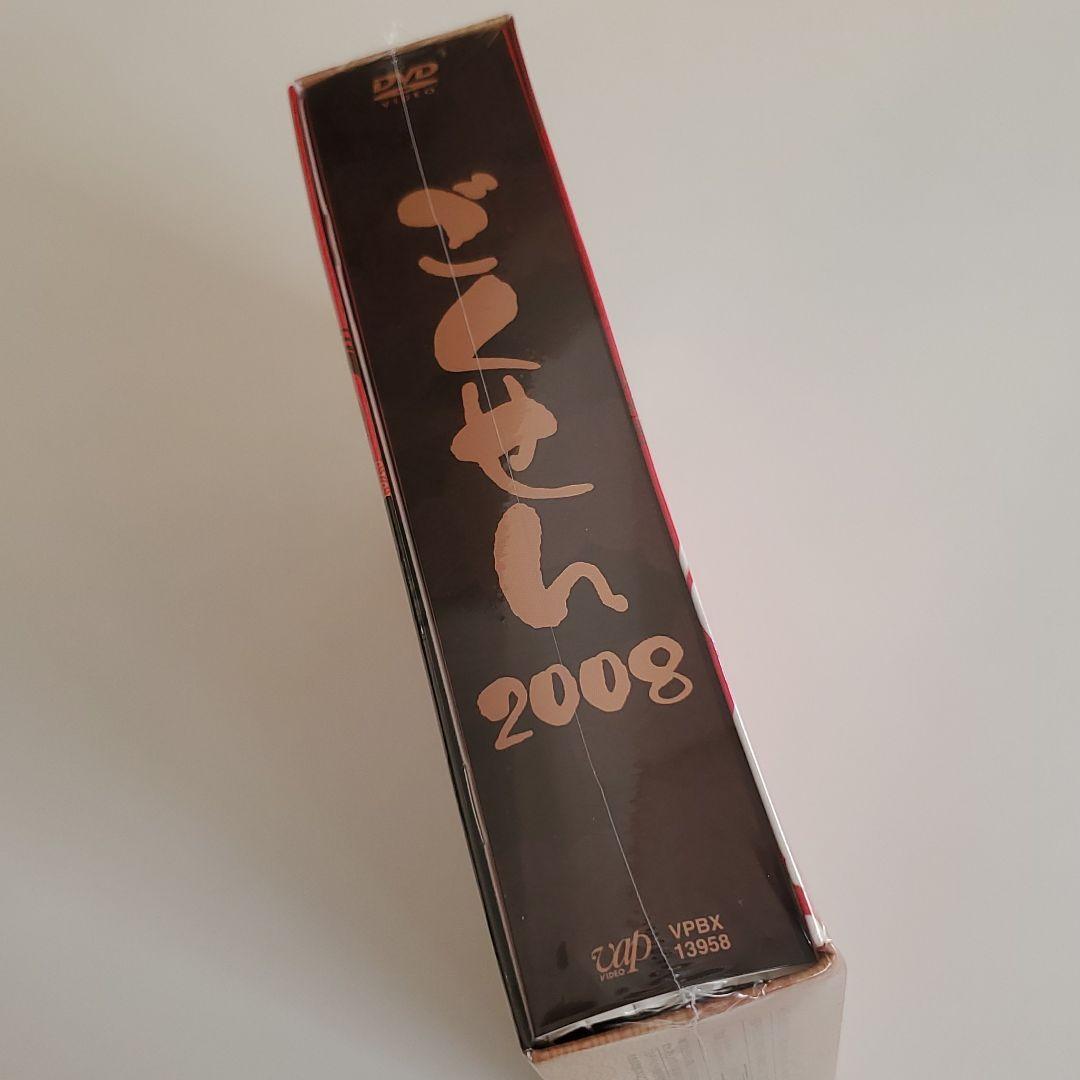 DVD
VIDEO
ごくせん
2008
vap
VIDEO
VPBX
13958